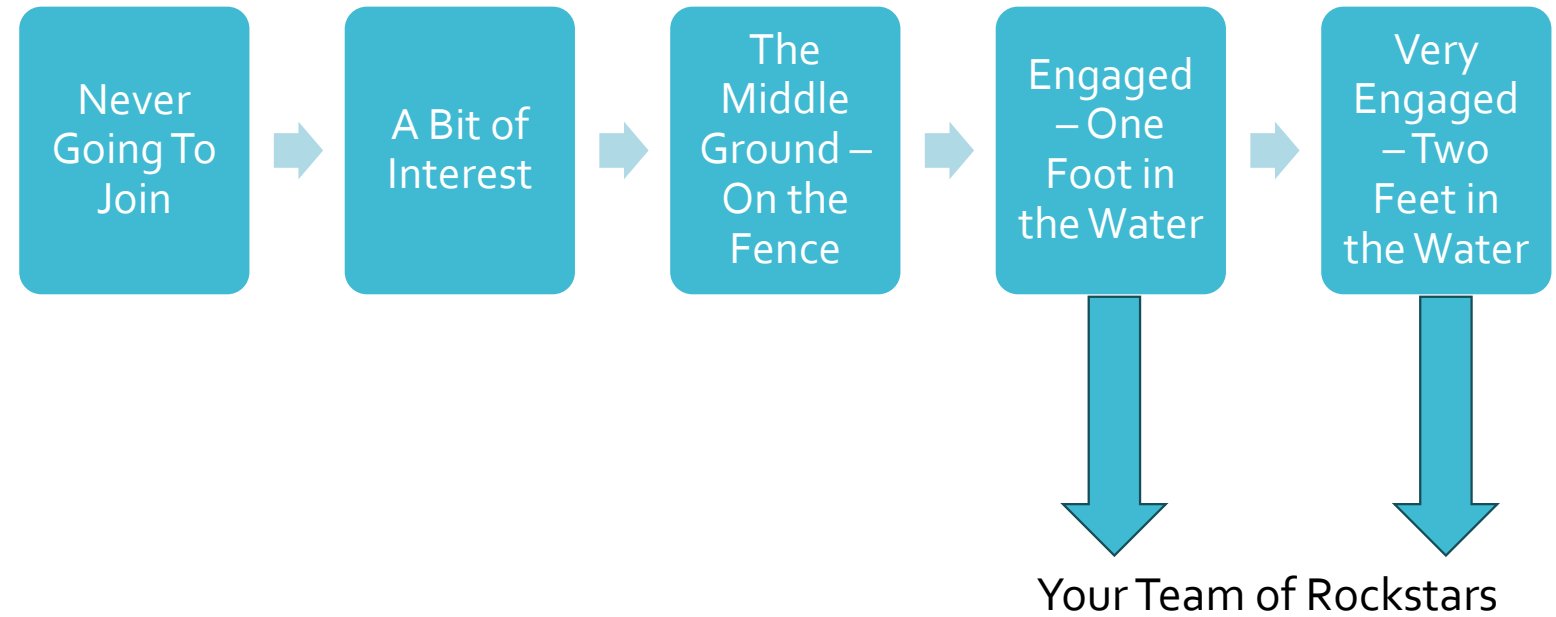 Never
Going To
Join
A Bit of
Interest
The
Middle
Ground –
On the
Fence
Engaged
– One
Foot in
the Water
Very
Engaged
– Two
Feet in
the Water
Your Team of Rockstars